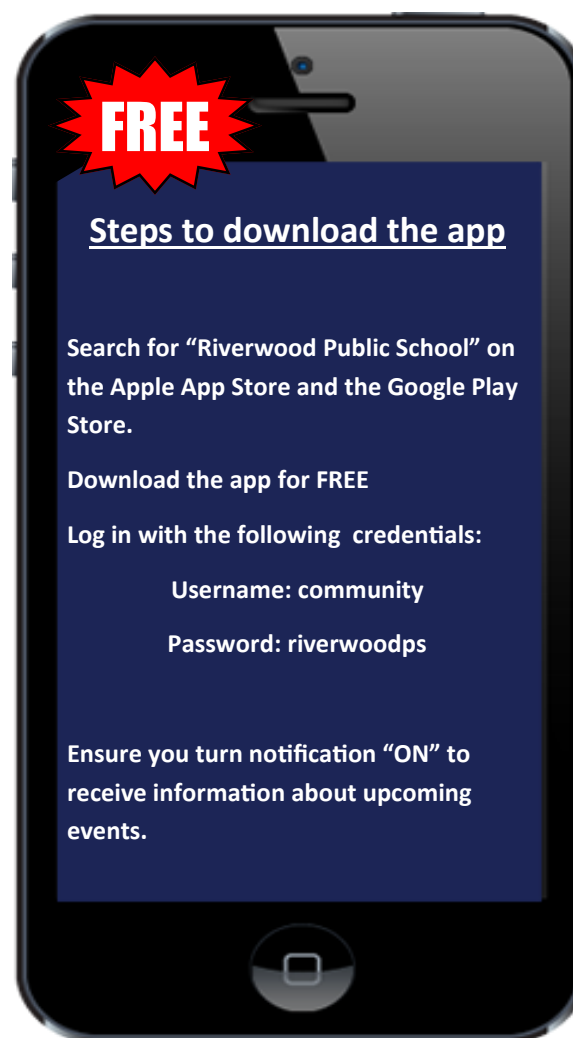 FREE
Steps to download the app
Search for “Riverwood Public School” on
the Apple App Store and the Google Play
Store.
Download the app for FREE
Log in with the following  credentials:
Username: community
Password: riverwoodps
Ensure you turn notification “ON” to
receive information about upcoming
events.